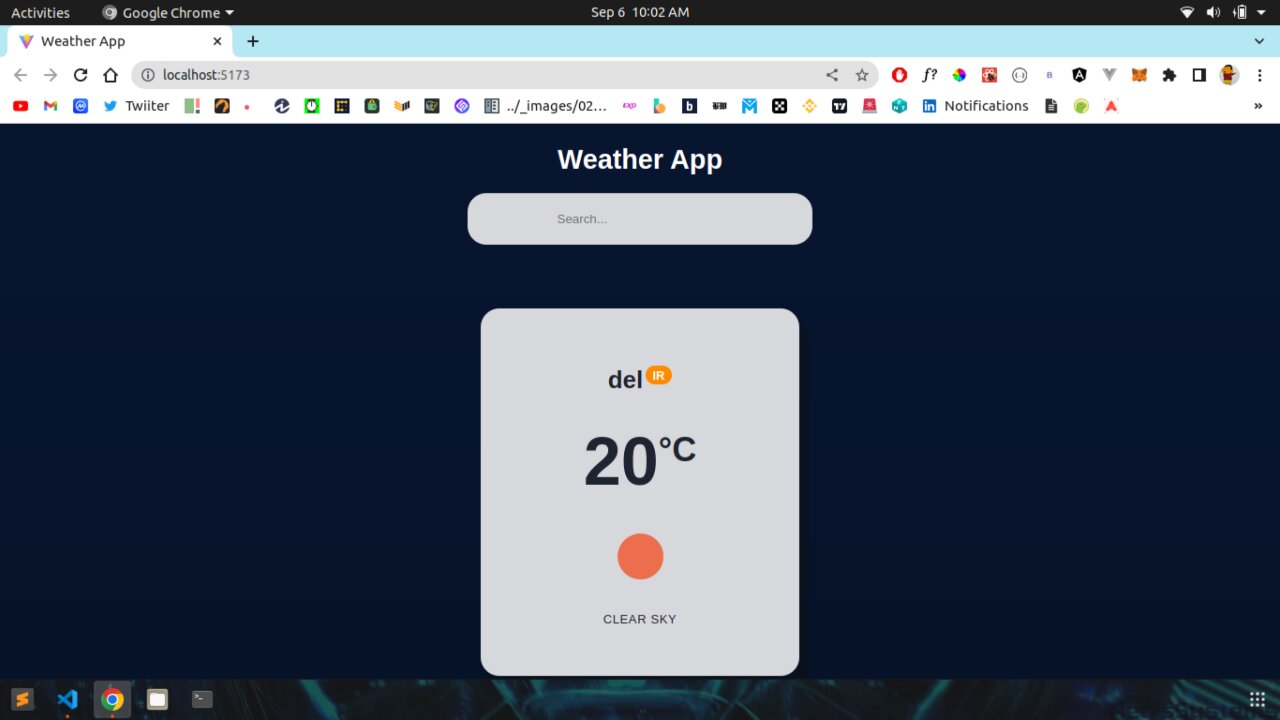 Activities Google Chrome Sep 6 10:02 AM
Weather App
localhost:5173 f?
Twiiter ../_images/02... Notifications »
Weather App
Search...
del IR
20°C
CLEAR SKY